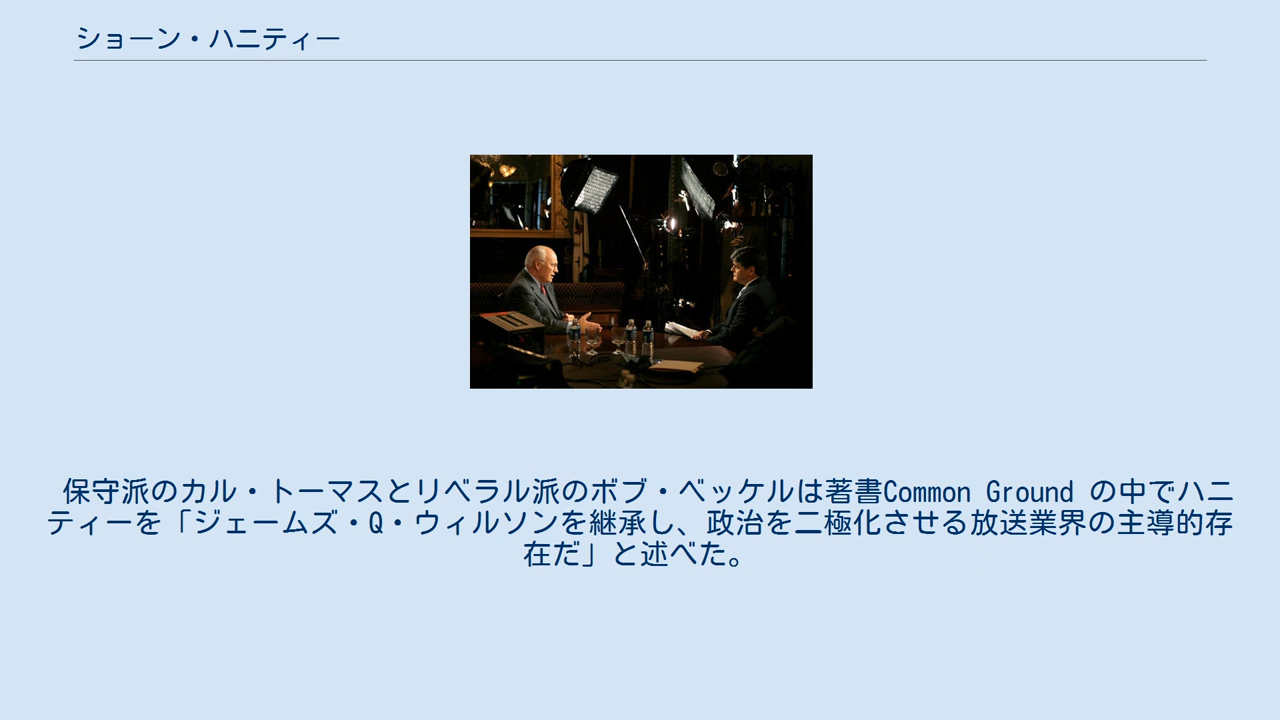 ショーン・ハニティー
保守派のカル・トーマスとリベラル派のボブ・ベッケルは著書Common Ground の中でハニ
ティーを「ジェームズ・Q・ウィルソンを継承し、政治を二極化させる放送業界の主導的存
在だ」と述べた。